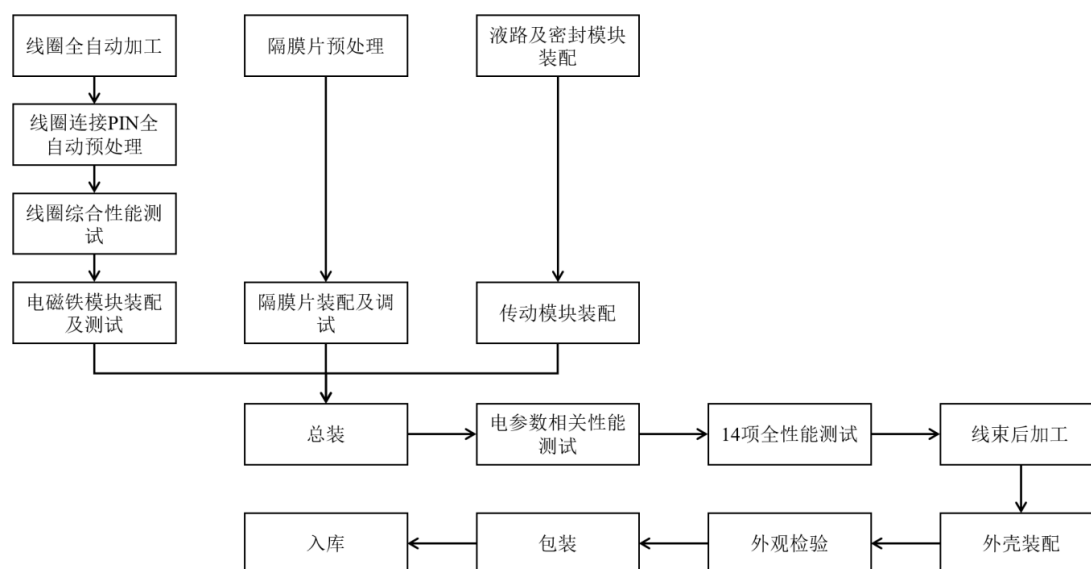 线圈全自动加工
隔膜片预处理
液路及密封模块
装配
线圈连接PIN全
自动预处理
线圈综合性能测
试
电磁铁模块装配
及测试
隔膜片装配及调
试
传动模块装配
总装
电参数相关性能
测试
14项全性能测试
线束后加工
入库
包装
外观检验
外壳装配